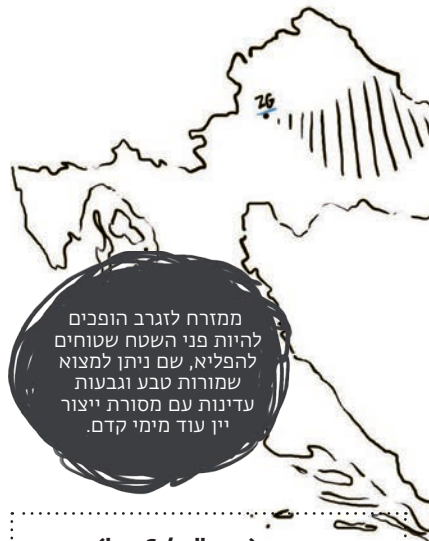 ZG
ממזרח לזגרב הופכים
להיות פני השטח שטוחים
להפליא, שם ניתן למצוא
שמורות טבע וגבעות
עדינות עם מסורת ייצור
יין עוד מימי קדם.